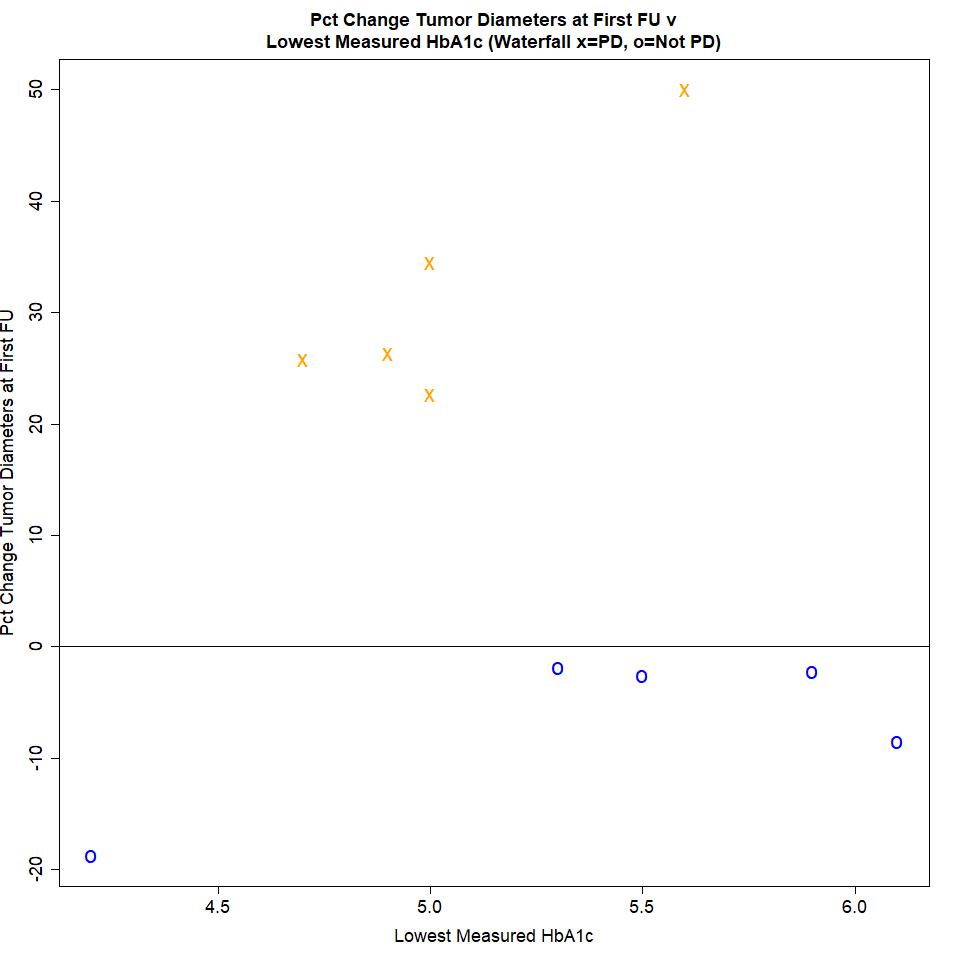 Pct Change Tumor Diameters at First FU v
Lowest Measured HbA1c (Waterfall x=PD, o=Not PD)
Pct Change Tumor Diameters at First FU
50
40
30
20
10
0
-10
-20
X
X
X
X
X
O
O
O
O
O
4.5
5.0
5.5
6.0
Lowest Measured HbA1c